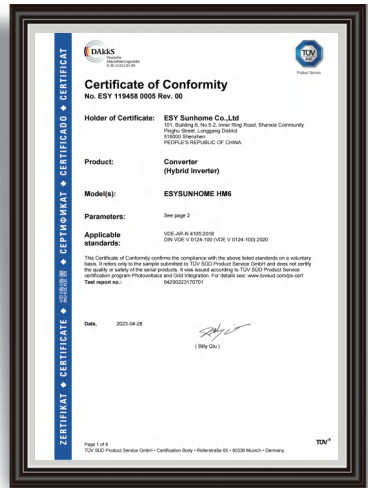 DAkkS
Deutsche
Akkreditierungsstelle
TÜV
SÜD
Product Service
Certificate of Conformity
No. ESY 119458 0005 Rev. 00
Holder of Certificate: ESY Sunhome Co.,Ltd
101, Building 6, No.5-2, Inner Ring Road, Shanxia Community
Pinghu Street, Longgang District
518000 Shenzhen
PEOPLE'S REPUBLIC OF CHINA
Product: Converter
(Hybrid Inverter)
Model(s): ESYSUNHOME HM6
Parameters: See page 2
Applicable standards: VDE-AR-N 4105:2018
DIN VDE V 0124-100 (VDE V 0124-100):2020
This Certificate of Conformity confirms the compliance with the above listed standards on a voluntary
basis. It refers only to the sample submitted to TÜV SÜD Product Service GmbH and does not certify
the quality or safety of the serial products. It was issued according to TÜV SÜD Product Service
certification program Photovoltaics and Grid Integration. For details see: www.tuvsud.com/ps-cert
Test report no.: 64290223170701
Date, 2023-04-28
( Billy Qiu )
Page 1 of 8
TÜV SÜD Product Service GmbH • Certification Body • Ridlerstraße 65 • 80339 Munich • Germany
TÜV®
ZERTIFIKAT ◆ CERTIFICATE ◆ 認證證書 ◆ СЕРТИФИКАТ ◆ CERTIFICADO ◆ CERTIFICAT